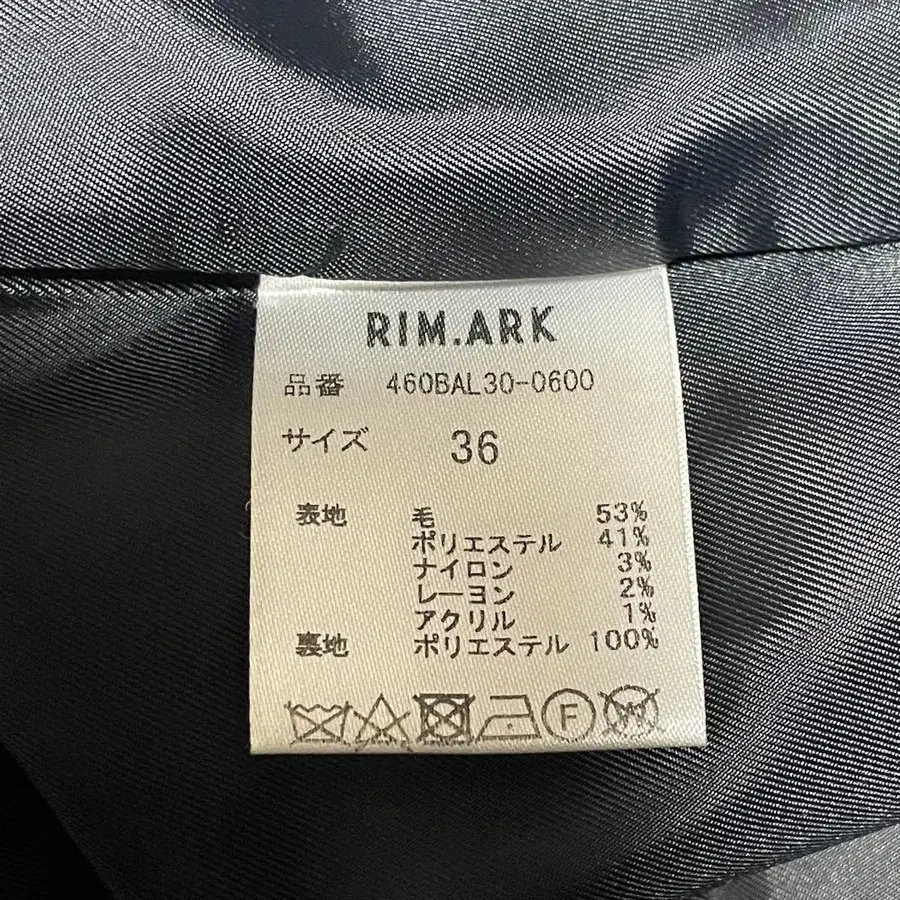 RIM.ARK
品番 460BAL30-0600
サイズ 36
表地 毛 53%
ポリエステル 41%
ナイロン 3%
レーヨン 2%
アクリル 1%
裏地 ポリエステル 100%
F W